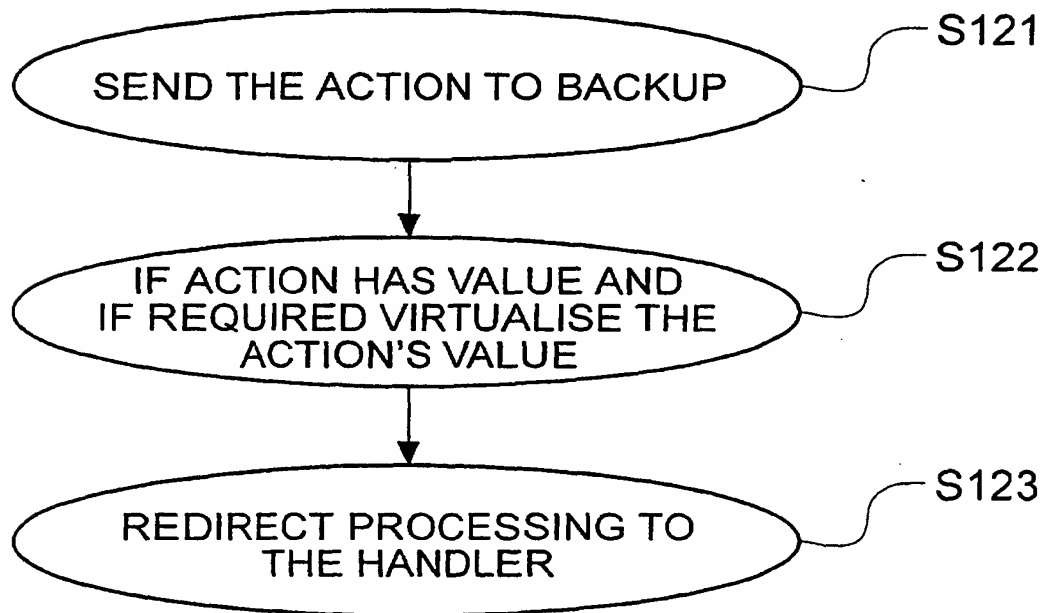 S121
SEND THE ACTION TO BACKUP
S122
IF ACTION HAS VALUE AND
IF REQUIRED VIRTUALISE THE
ACTION'S VALUE
S123
REDIRECT PROCESSING TO
THE HANDLER